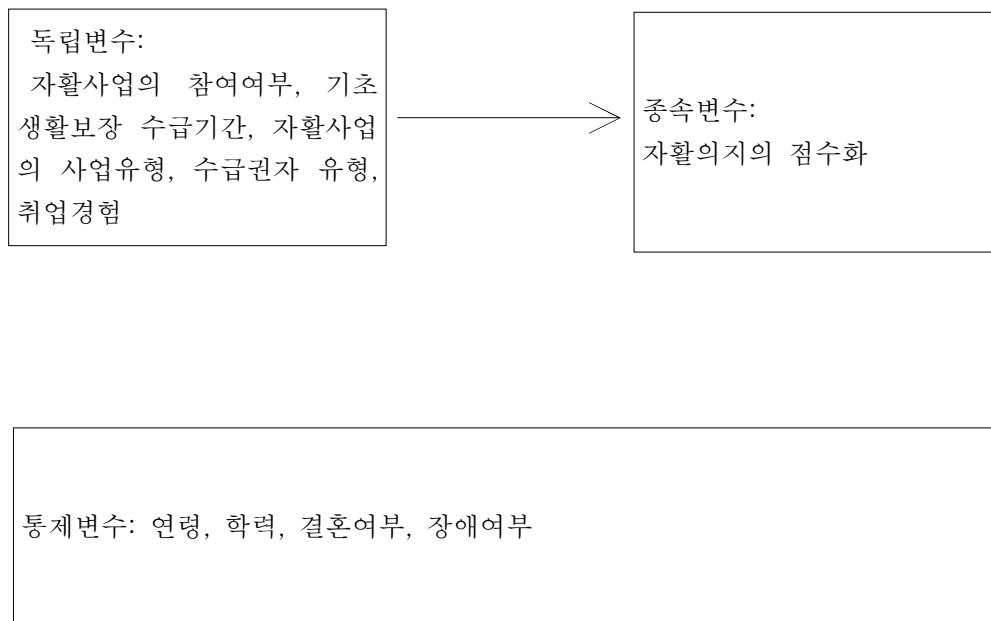 독립변수:
자활사업의 참여여부, 기초
생활보장 수급기간, 자활사업
의 사업유형, 수급권자 유형,
취업경험
종속변수:
자활의지의 점수화
통제변수: 연령, 학력, 결혼여부, 장애여부